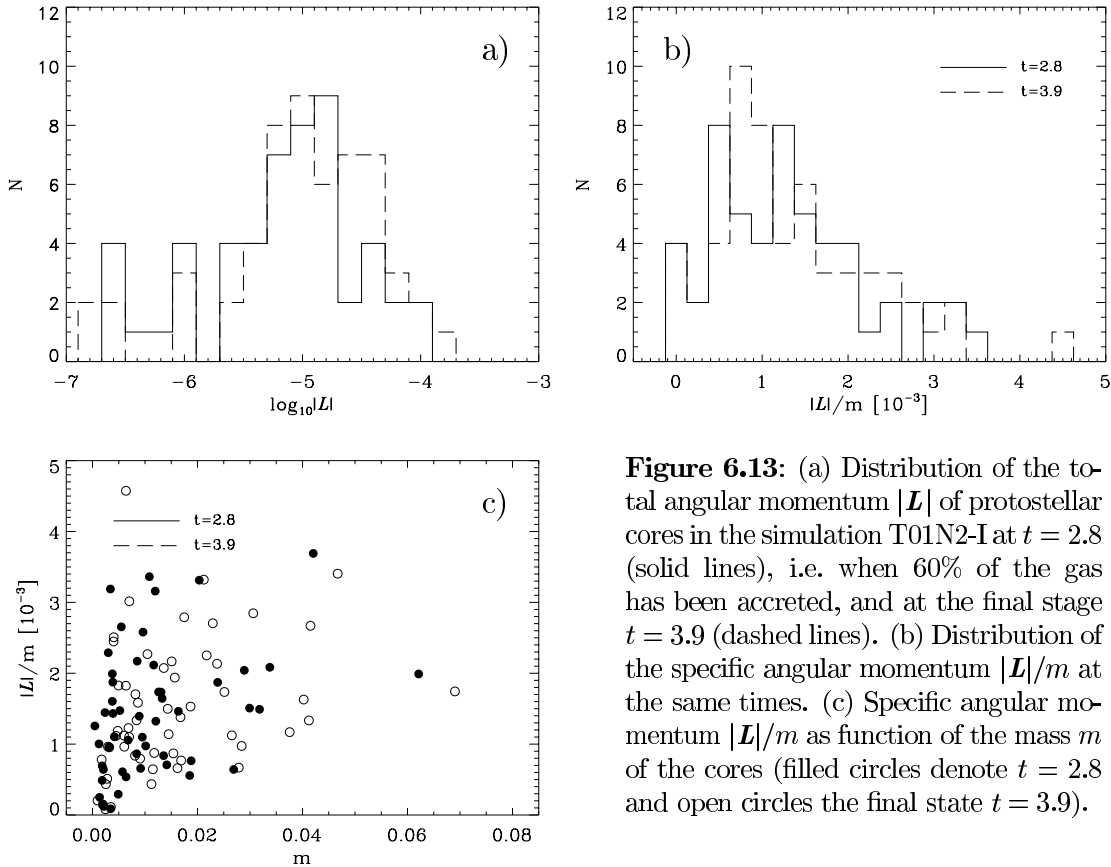 12
10
8
6
4
2
0
N
a)
-7 -6 -5 -4 -3
log10|L|
12
10
8
6
4
2
0
N
b)
t=2.8
t=3.9
0 1 2 3 4 5
|L|/m [10-3]
5
4
3
2
1
0
|L|/m [10-3]
c)
t=2.8
t=3.9
0.00 0.02 0.04 0.06 0.08
m
Figure 6.13: (a) Distribution of the to-
tal angular momentum |L| of protostellar
cores in the simulation T01N2-I at t = 2.8
(solid lines), i.e. when 60% of the gas
has been accreted, and at the final stage
t = 3.9 (dashed lines). (b) Distribution of
the specific angular momentum |L|/m at
the same times. (c) Specific angular mo-
mentum |L|/m as function of the mass m
of the cores (filled circles denote t = 2.8
and open circles the final state t = 3.9).